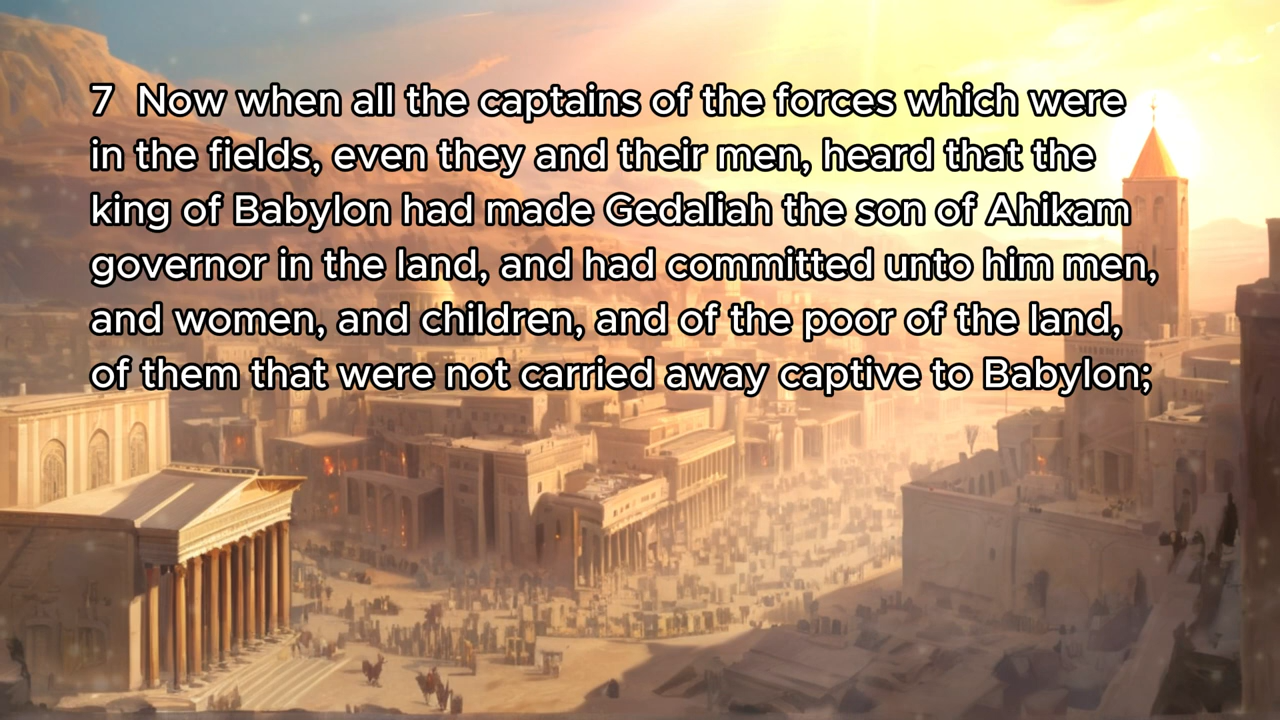 7 Now when all the captains of the forces which were
in the fields, even they and their men, heard that the
king of Babylon had made Gedaliah the son of Ahikam
governor in the land, and had committed unto him men,
and women, and children, and of the poor of the land,
of them that were not carried away captive to Babylon;